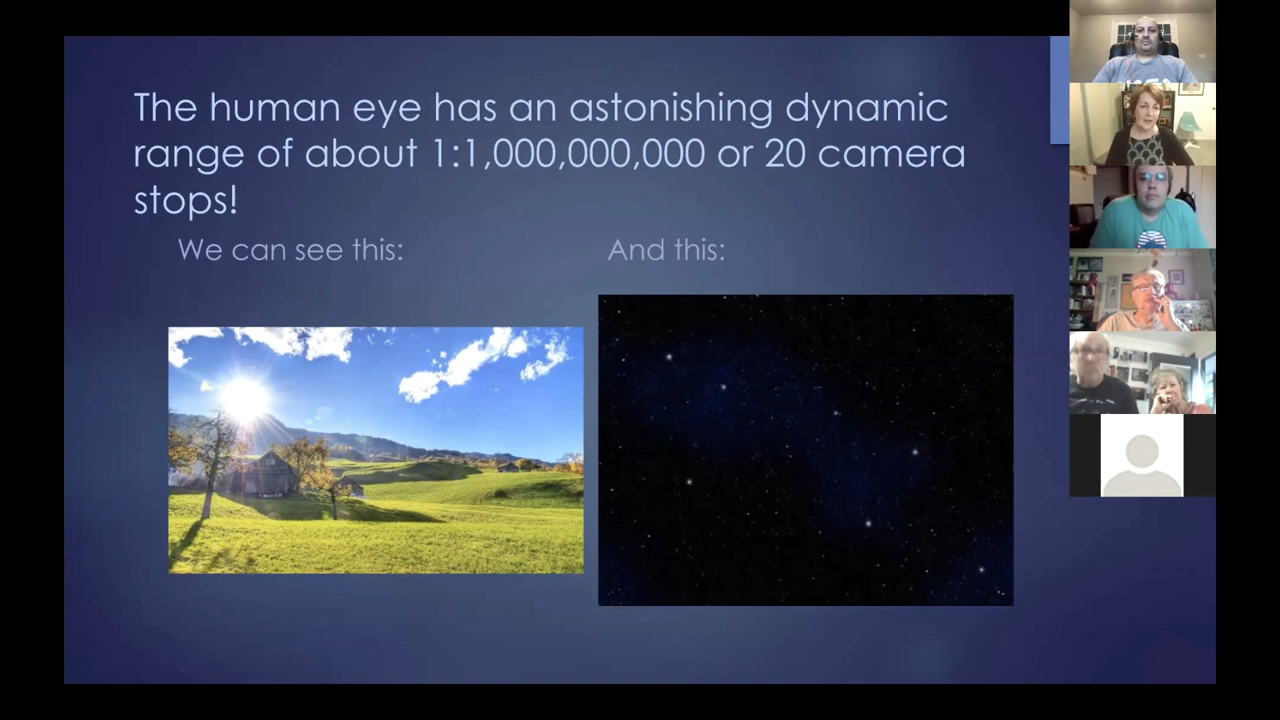 The human eye has an astonishing dynamic
range of about 1:1,000,000,000 or 20 camera
stops!
We can see this:
And this: